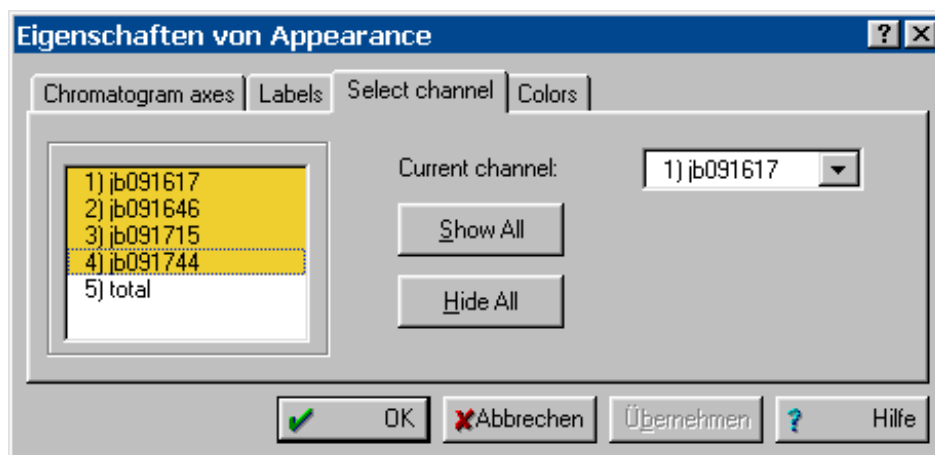 Eigenschaften von Appearance
Chromatogram axes Labels Select channel Colors
1) jb091617
2) jb091646
3) jb091715
4) jb091744
5) total
Current channel: 1) jb091617
Show All
Hide All
OK Abbrechen Übernehmen ? Hilfe